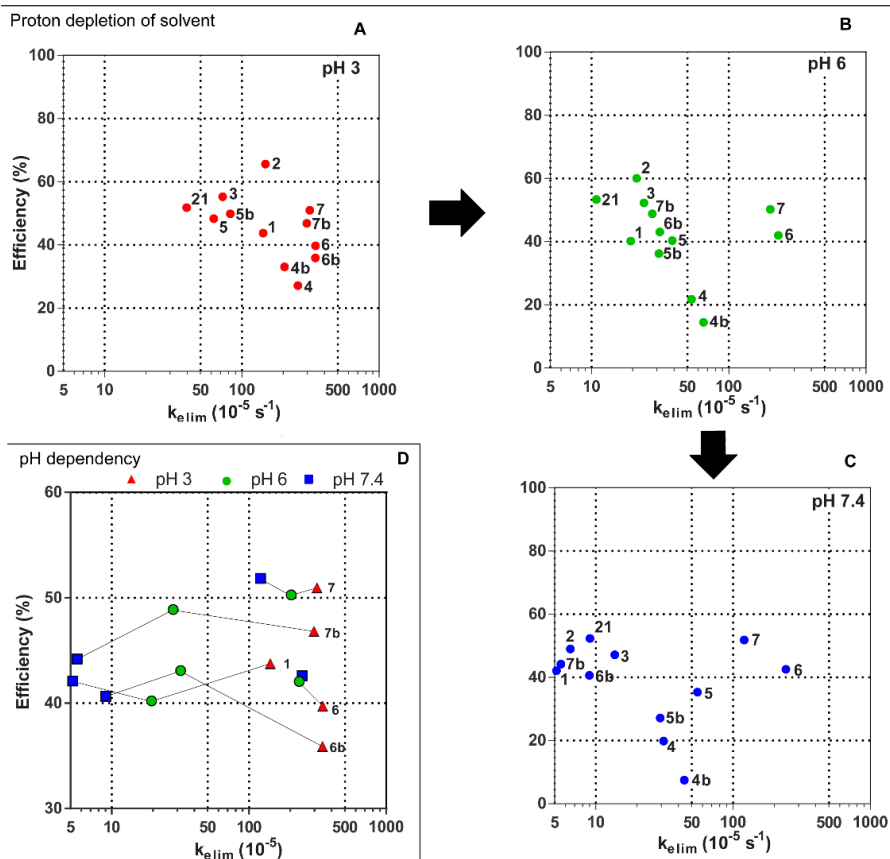 Proton depletion of solvent
A
pH 3
Efficiency (%)
100
80
60
40
20
0
2
21
3
5b
5
1
7
7b
6
6b
4b
4
5
10
50
100
500
1000
k elim (10-5 s-1)
B
pH 6
100
80
60
40
20
0
2
21
3
7b
6b
1
5
5b
7
6
4
4b
5
10
50
100
500
1000
k elim (10-5 s-1)
pH dependency
D
pH 3
pH 6
pH 7.4
Efficiency (%)
60
50
40
30
7
7b
1
6
6b
5
10
50
100
500
1000
k elim (10-5)
C
pH 7.4
100
80
60
40
20
0
2
21
7b
3
1
6b
7
6
5
5b
4
4b
5
10
50
100
500
1000
k elim (10-5 s-1)